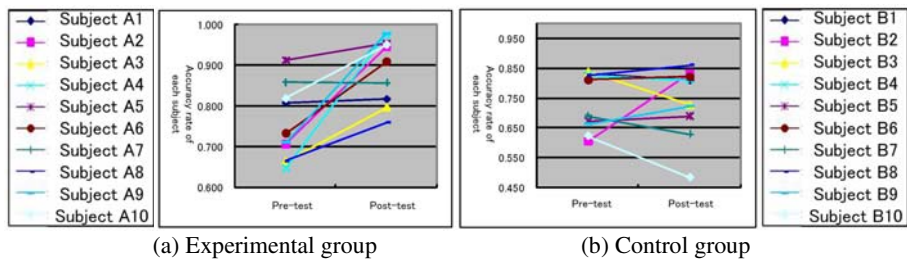 Subject A1
Subject A2
Subject A3
Subject A4
Subject A5
Subject A6
Subject A7
Subject A8
Subject A9
Subject A10
Accuracy rate of
each subject
1.000
0.900
0.800
0.700
0.600
Pre-test
Post-test
Accuracy rate of
each subject
0.950
0.850
0.750
0.650
0.550
0.450
Pre-test
Post-test
Subject B1
Subject B2
Subject B3
Subject B4
Subject B5
Subject B6
Subject B7
Subject B8
Subject B9
Subject B10
(a) Experimental group
(b) Control group